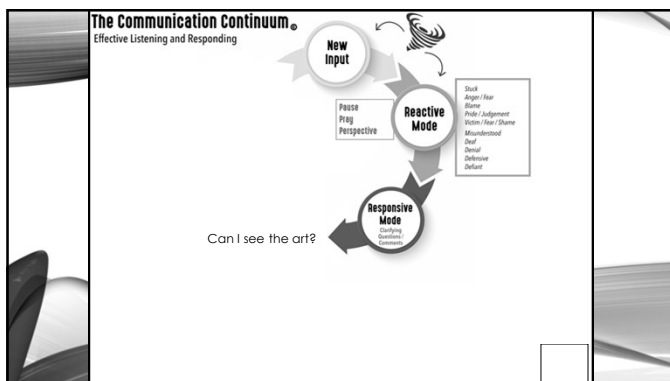 The Communication Continuum
Effective Listening and Responding
New
Input
Pause
Pray
Perspective
Reactive
Mode
Stuck
Anger / Fear
Blame
Pride / Judgement
Victim / Fear / Shame
Misunderstood
Deaf
Denial
Defensive
Defiant
Responsive
Mode
Clarifying
Questions /
Comments
Can I see the art?